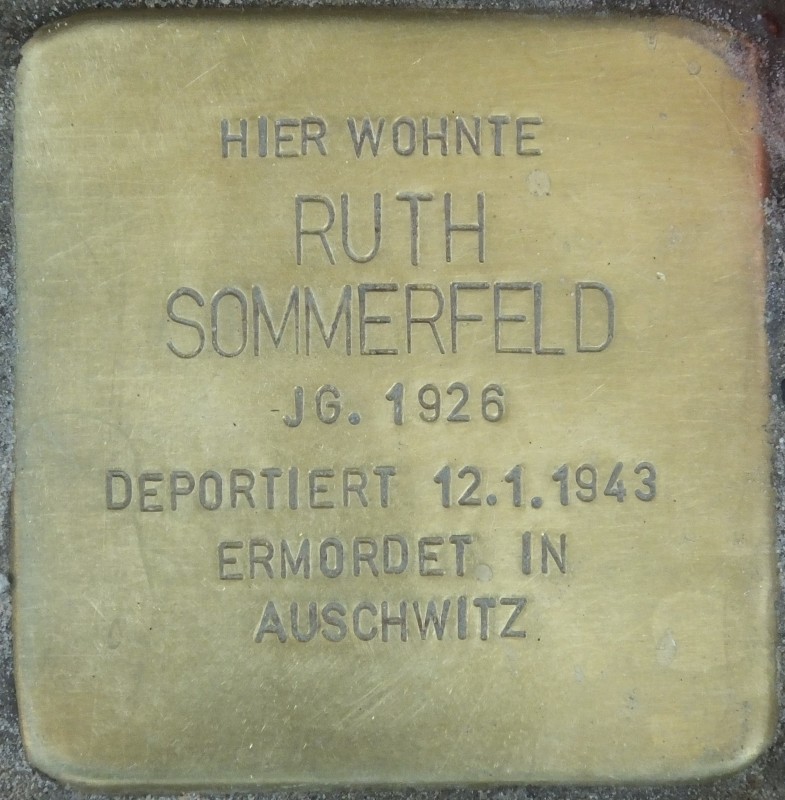 HIER WOHNTE
RUTH
SOMMERFELD
JG. 1926
DEPORTIERT 12.1.1943
ERMORDET IN
AUSCHWITZ